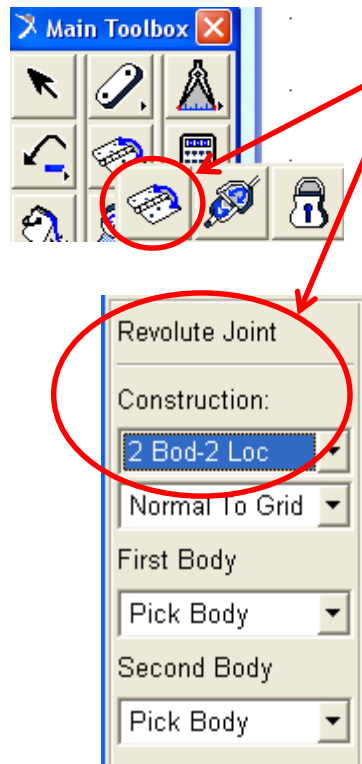 Main Toolbox
Revolute Joint
Construction:
2 Bod-2 Loc
Normal To Grid
First Body
Pick Body
Second Body
Pick Body